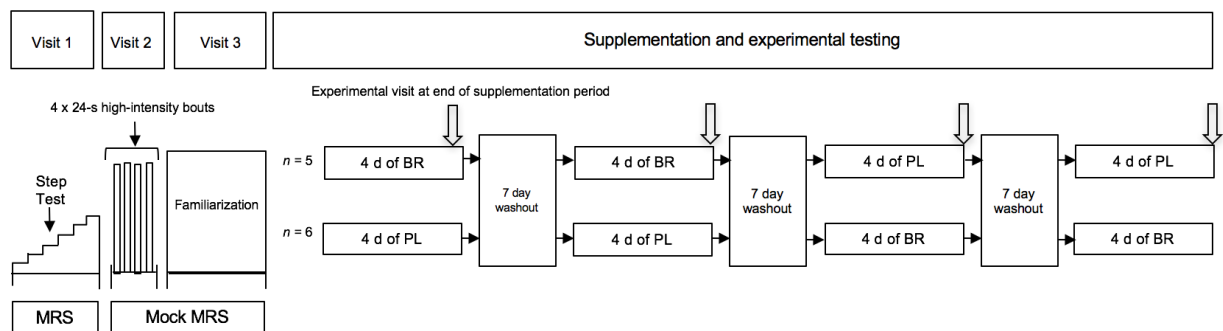 Visit 1
Visit 2
Visit 3
Supplementation and experimental testing
4 x 24-s high-intensity bouts
Experimental visit at end of supplementation period
Step
Test
Familiarization
n = 5
4 d of BR
7 day
washout
4 d of BR
7 day
washout
4 d of PL
7 day
washout
4 d of PL
n = 6
4 d of PL
4 d of PL
4 d of BR
4 d of BR
MRS
Mock MRS